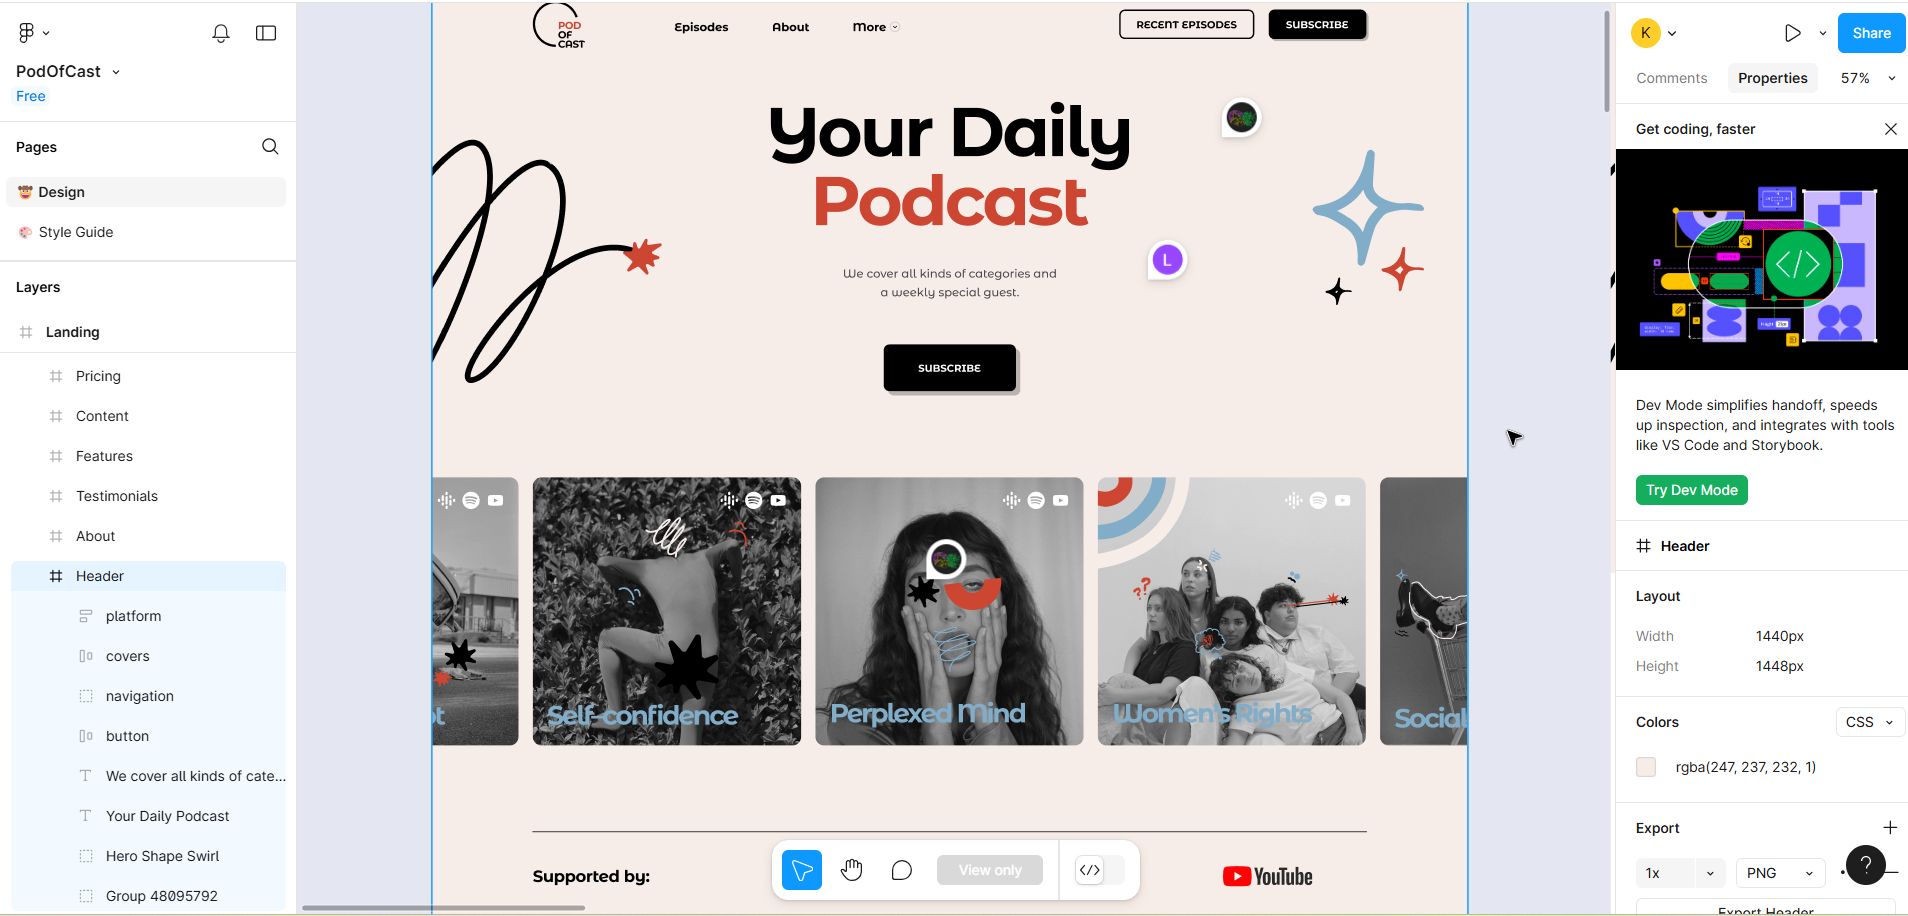 PodOfCast
Free
Pages
Design
Style Guide
Layers
Landing
Pricing
Content
Features
Testimonials
About
Header
platform
covers
navigation
button
We cover all kinds of cate...
Your Daily Podcast
Hero Shape Swirl
Group 48095792
POD
OF
CAST
Episodes
About
More
RECENT EPISODES
SUBSCRIBE
Your Daily
Podcast
L
We cover all kinds of categories and
a weekly special guest.
SUBSCRIBE
Self-confidence
Perplexed Mind
Women's Rights
Social
Supported by:
View only
YouTube
K
Share
Comments
Properties
57%
Get coding, faster
Dev Mode simplifies handoff, speeds
up inspection, and integrates with tools
like VS Code and Storybook.
Try Dev Mode
Header
Layout
Width 1440px
Height 1448px
Colors
CSS
rgba(247, 237, 232, 1)
Export
1x
PNG
?
Export Header